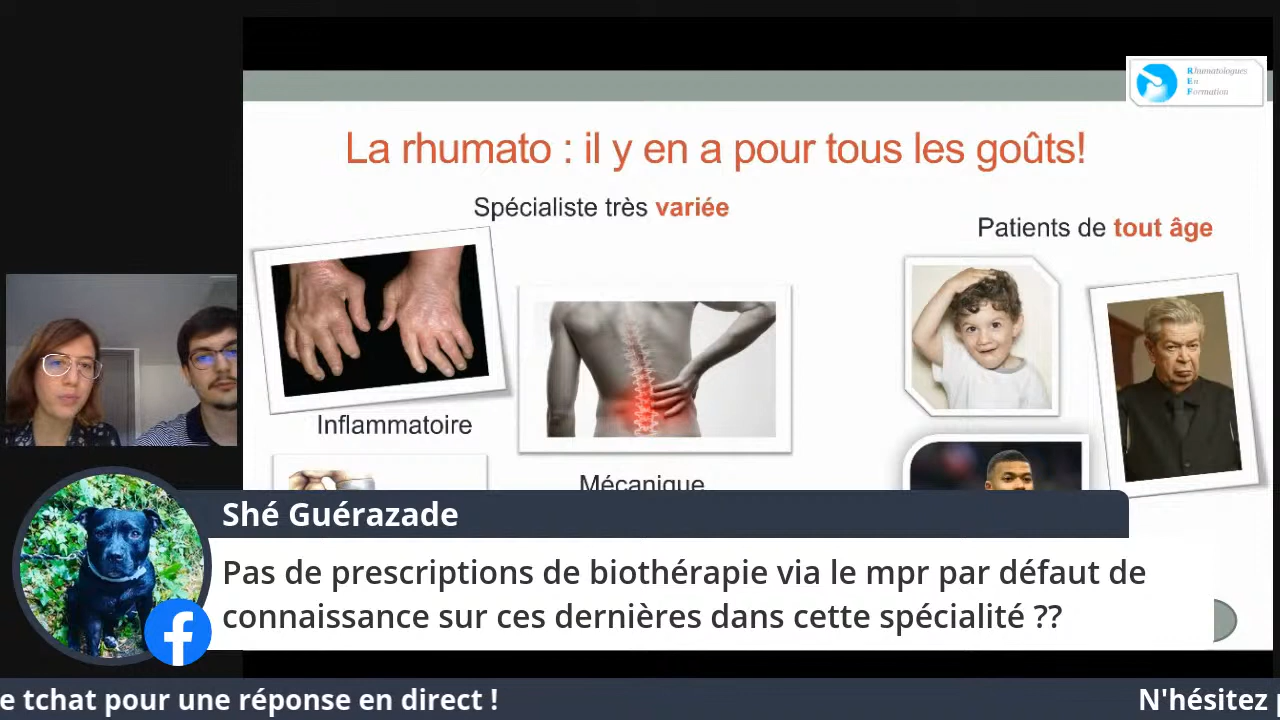 Rhumatologues
En
Formation
La rhumato : il y en a pour tous les goûts!
Spécialiste très variée
Patients de tout âge
Inflammatoire
Mécanique
Shé Guérazade
Pas de prescriptions de biothérapie via le mpr par défaut de
connaissance sur ces dernières dans cette spécialité ??
e tchat pour une réponse en direct !
N'hésitez